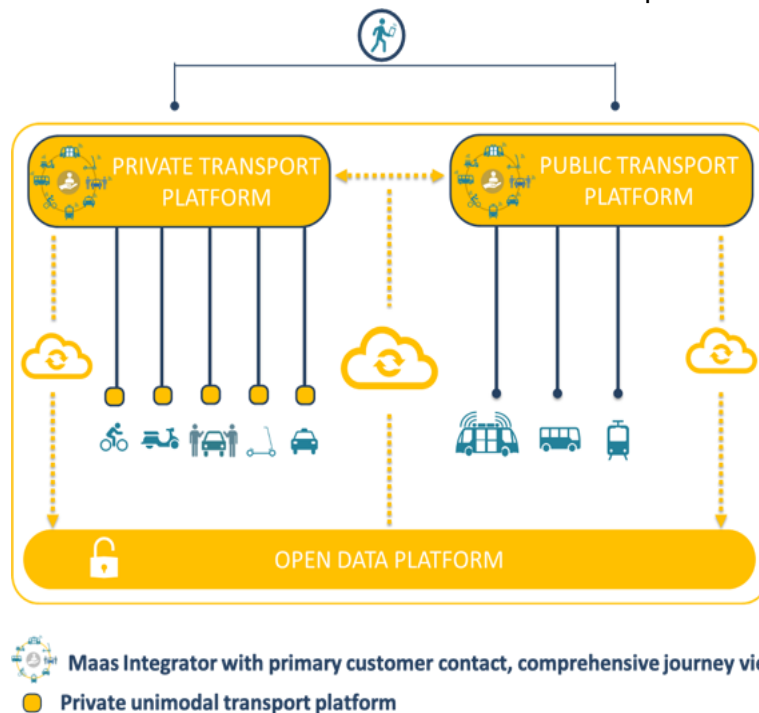 PRIVATE TRANSPORT
PLATFORM
PUBLIC TRANSPORT
PLATFORM
OPEN DATA PLATFORM
Maas Integrator with primary customer contact, comprehensive journey
Private unimodal transport platform